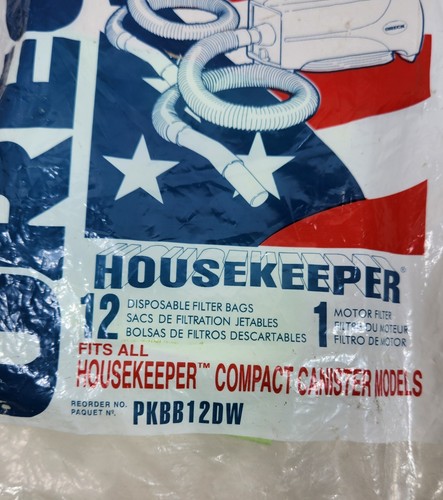 OREC
HOUSEKEEPER®
12 DISPOSABLE FILTER BAGS
SACS DE FILTRATION JETABLES
BOLSAS DE FILTROS DESCARTABLES
1 MOTOR FILTER
FILTRE DU MOTEUR
FILTRO DE MOTOR
FITS ALL
HOUSEKEEPER™ COMPACT CANISTER MODELS
REORDER NO.
PAQUET Nº. PKBB12DW